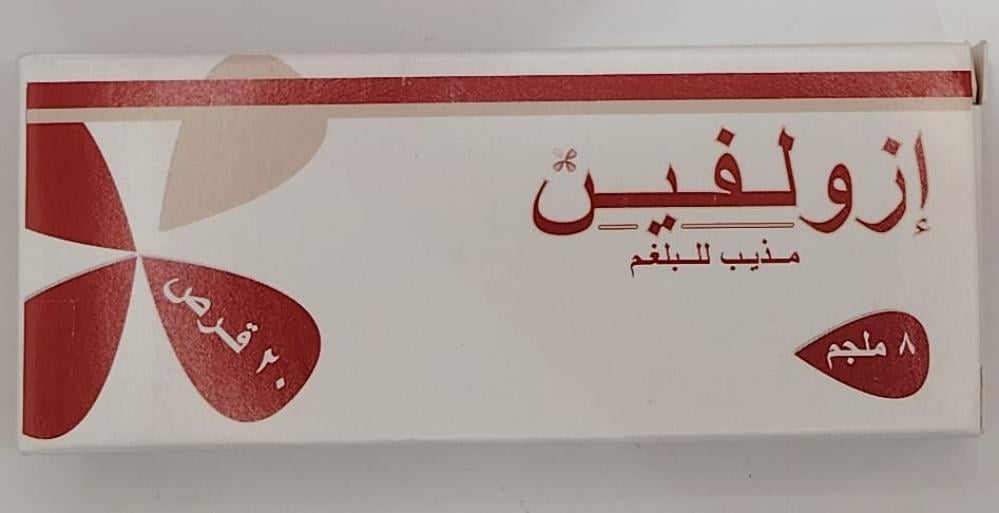 إزولفين
مذيب للبلغم
٨ ملجم
٢٠ قرص